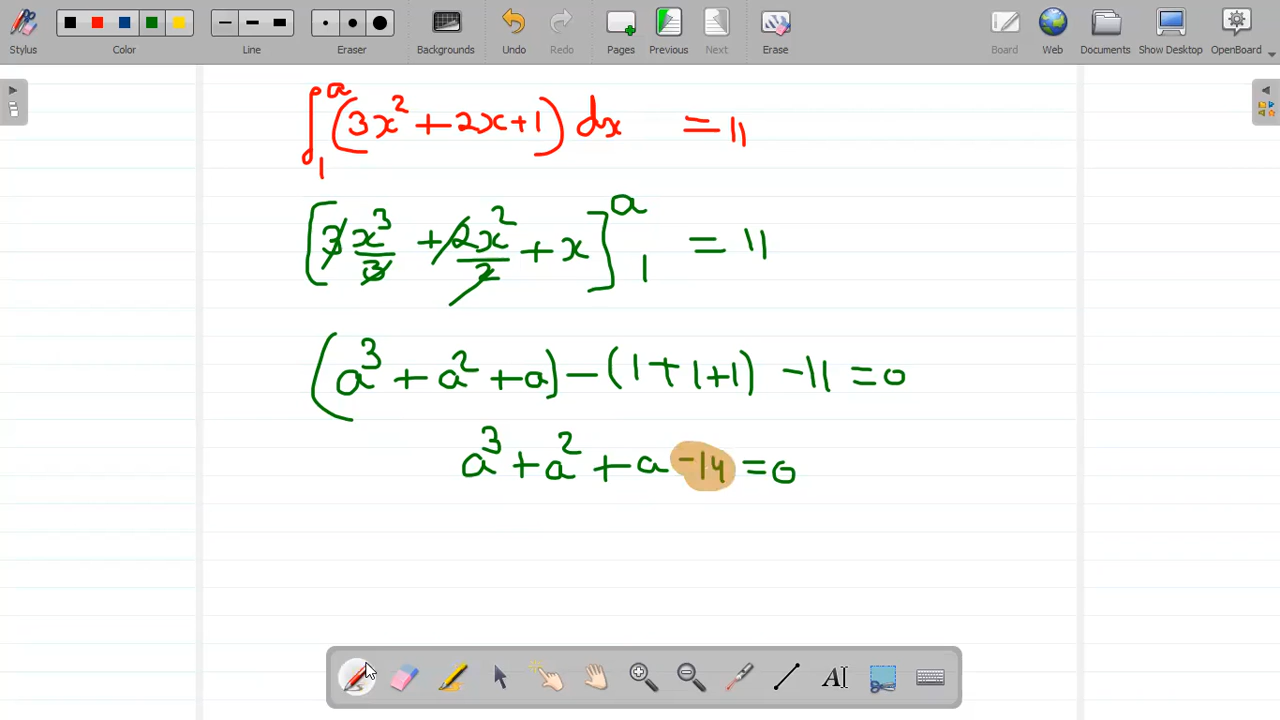 Stylus Color Line Eraser Backgrounds Undo Redo Pages Previous Next Erase Board Web Documents Show Desktop OpenBoard
∫₁ᵃ (3x² + 2x + 1) dx = 11
[3x³/3 + 2x²/2 + x]₁ᵃ = 11
(a³ + a² + a) - (1 + 1 + 1) - 11 = 0
a³ + a² + a - 14 = 0